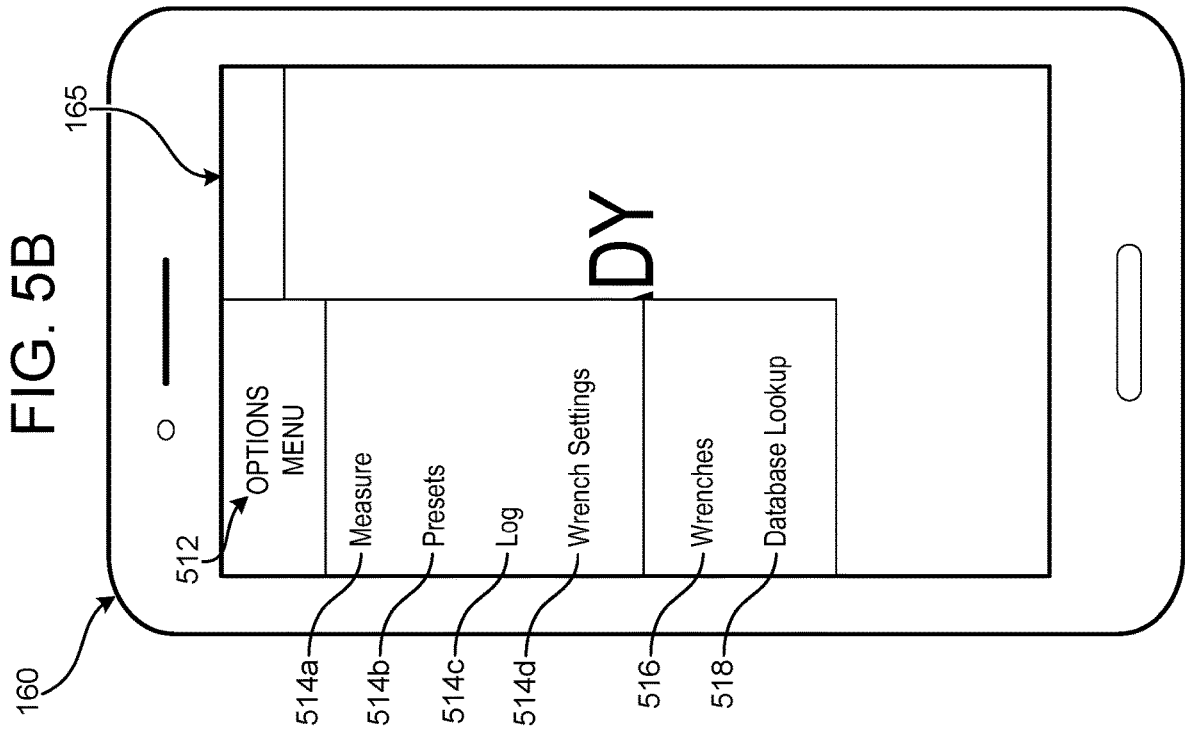 FIG. 5B
160
165
512
OPTIONS
MENU
514a
Measure
514b
Presets
514c
Log
514d
Wrench Settings
ADY
516
Wrenches
518
Database Lookup